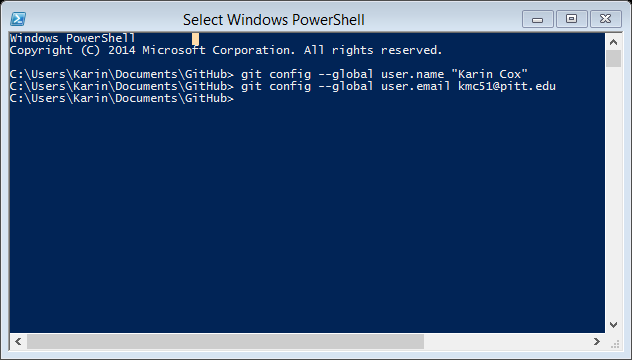 Select Windows PowerShell
Windows PowerShell
Copyright (C) 2014 Microsoft Corporation. All rights reserved.
C:\Users\Karin\Documents\GitHub> git config --global user.name "Karin Cox"
C:\Users\Karin\Documents\GitHub> git config --global user.email kmc51@pitt.edu
C:\Users\Karin\Documents\GitHub>